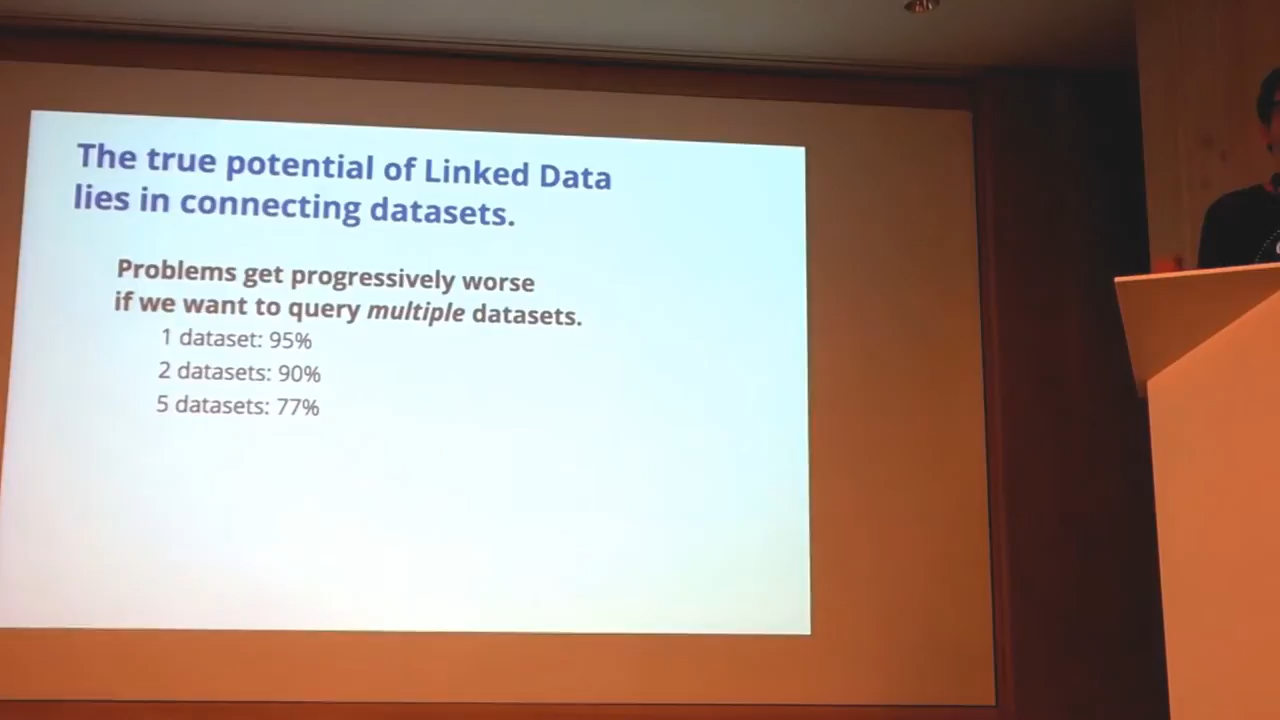 The true potential of Linked Data
lies in connecting datasets.
Problems get progressively worse
if we want to query multiple datasets.
1 dataset: 95%
2 datasets: 90%
5 datasets: 77%